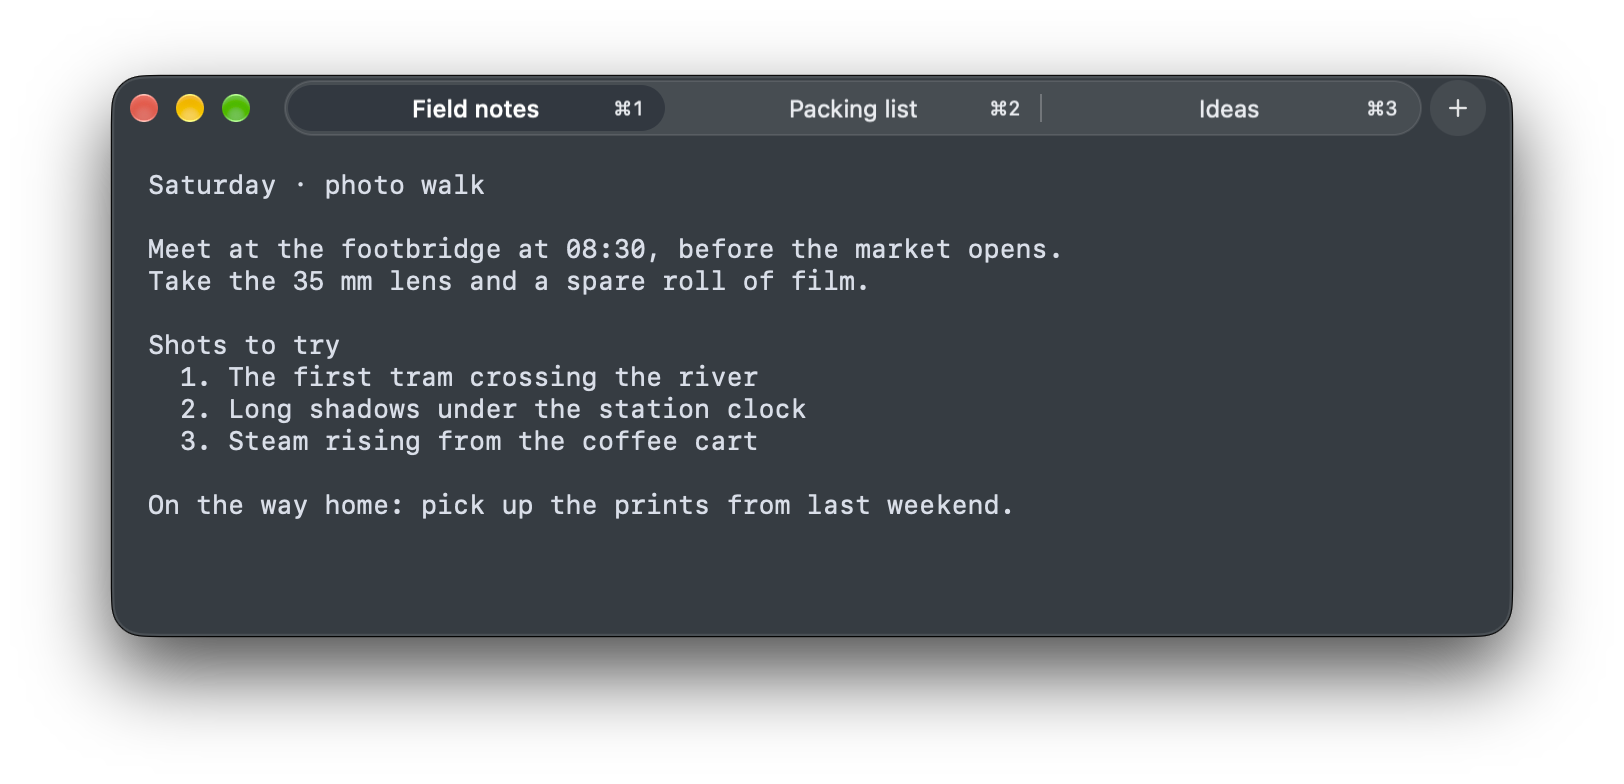 Field notes ⌘1 Packing list ⌘2 Ideas ⌘3 +
Saturday · photo walk
Meet at the footbridge at 08:30, before the market opens.
Take the 35 mm lens and a spare roll of film.
Shots to try
1. The first tram crossing the river
2. Long shadows under the station clock
3. Steam rising from the coffee cart
On the way home: pick up the prints from last weekend.